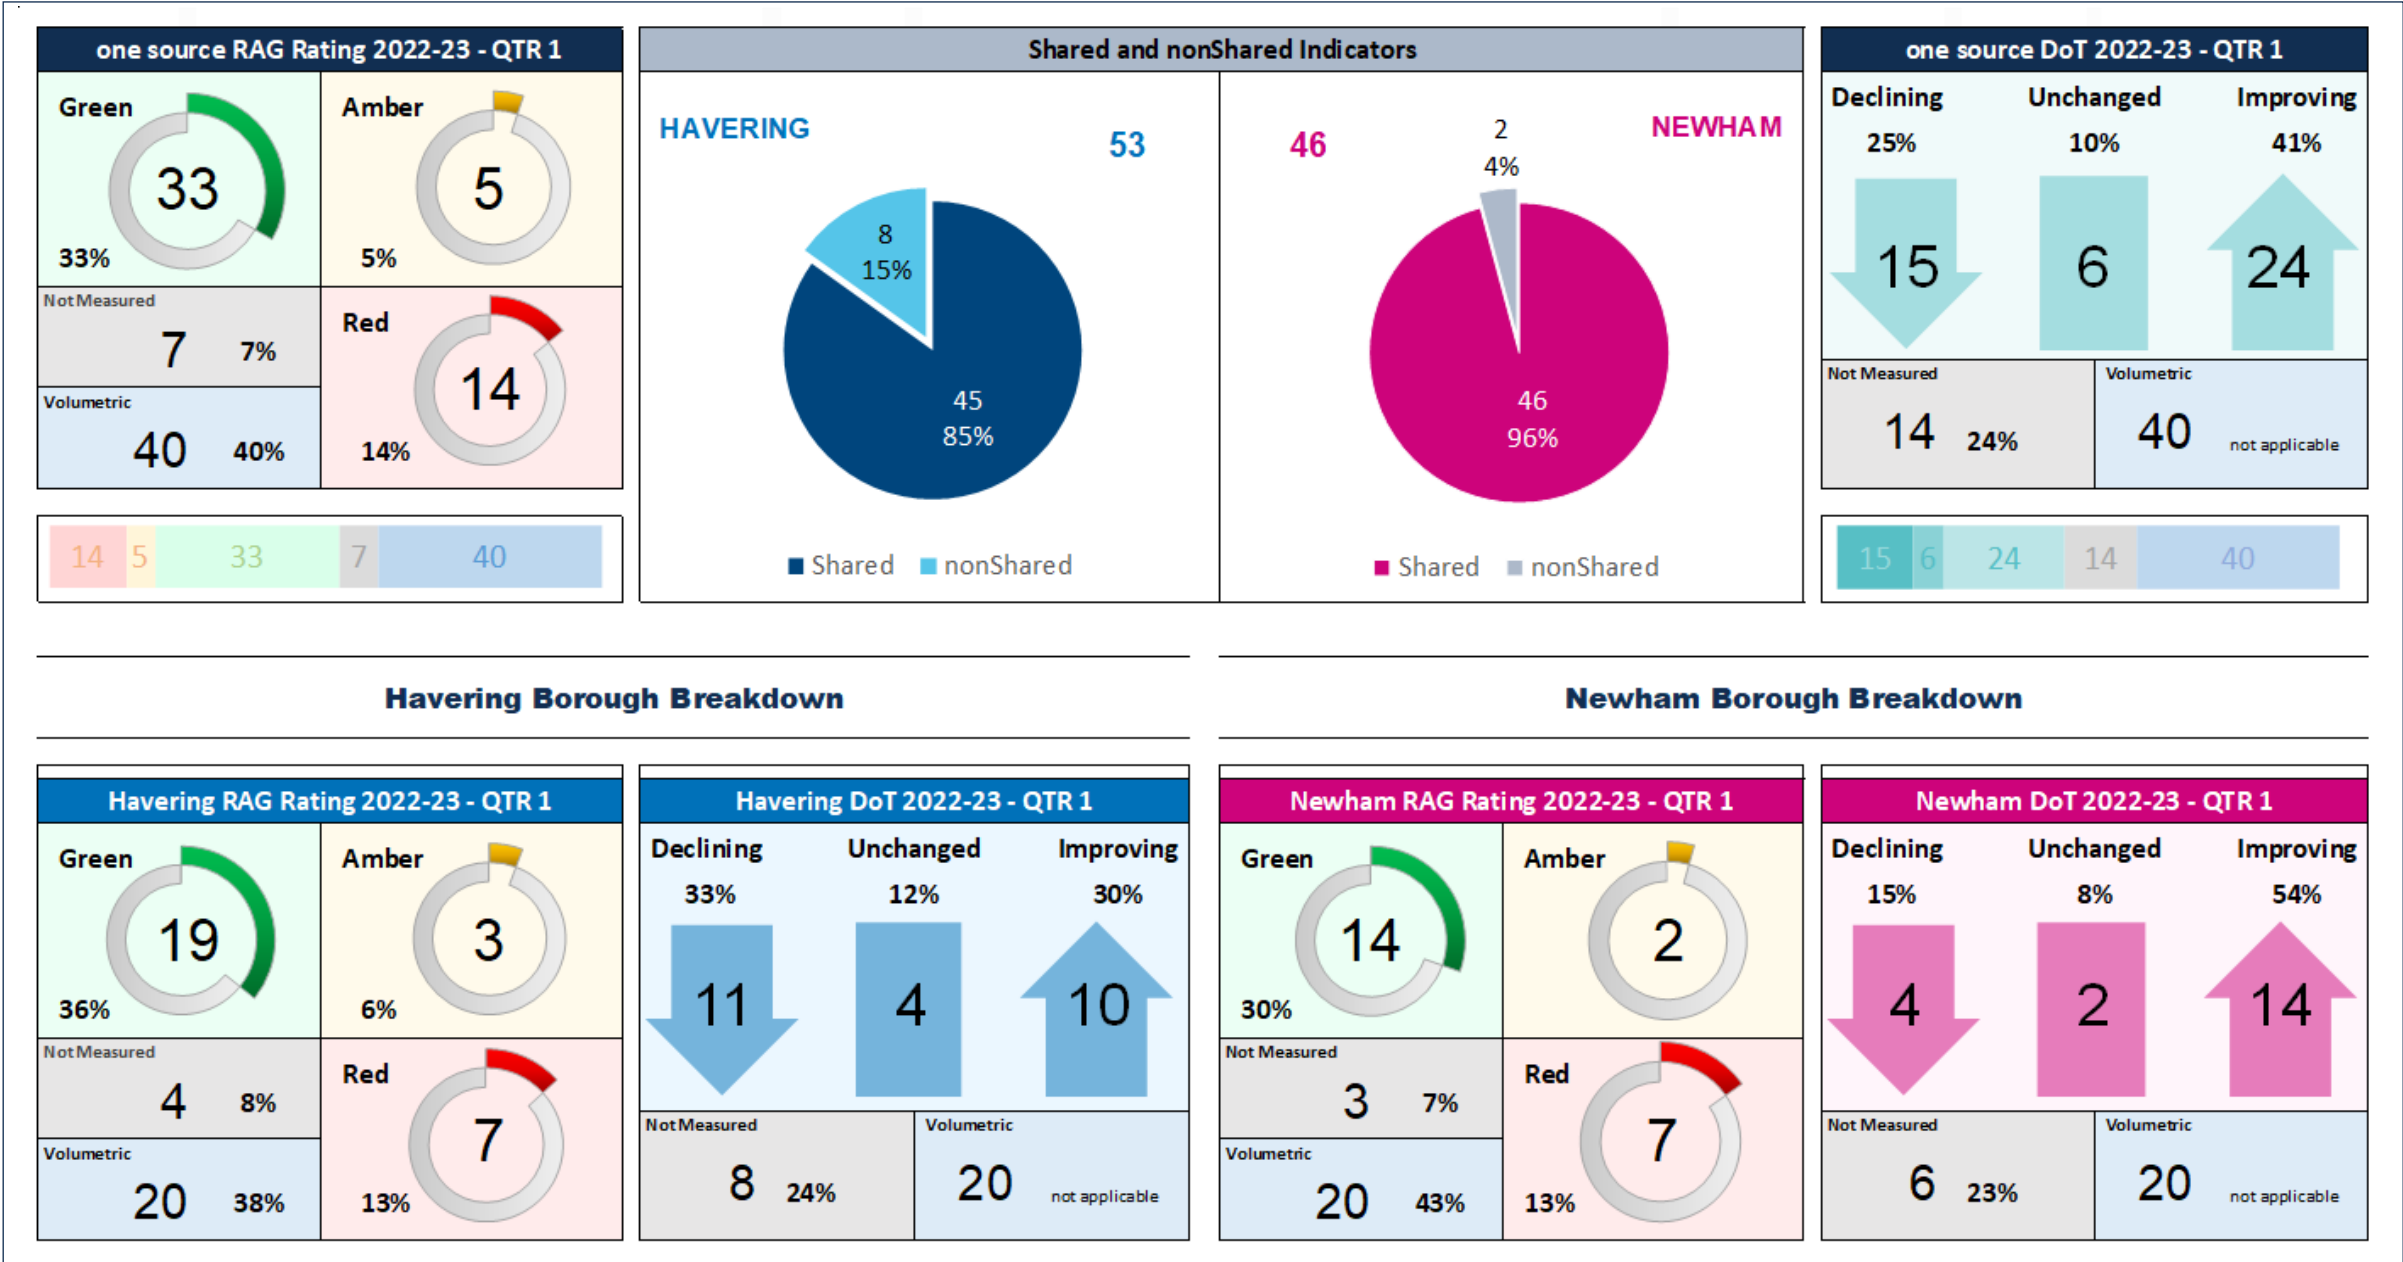 one source RAG Rating 2022-23 - QTR 1
Green
33
33%
Amber
5
5%
Not Measured
7 7%
Volumetric
40 40%
Red
14
14%
14 5 33 7 40
Shared and nonShared Indicators
HAVERING
53
8
15%
45
85%
Shared nonShared
46
NEWHAM
2
4%
46
96%
Shared nonShared
one source DoT 2022-23 - QTR 1
Declining Unchanged Improving
25% 10% 41%
15 6 24
Not Measured
14 24%
Volumetric
40 not applicable
15 6 24 14 40
Havering Borough Breakdown
Newham Borough Breakdown
Havering RAG Rating 2022-23 - QTR 1
Green
19
36%
Amber
3
6%
Not Measured
4 8%
Volumetric
20 38%
Red
7
13%
Havering DoT 2022-23 - QTR 1
Declining Unchanged Improving
33% 12% 30%
11 4 10
Not Measured
8 24%
Volumetric
20 not applicable
Newham RAG Rating 2022-23 - QTR 1
Green
14
30%
Amber
2
Not Measured
3 7%
Volumetric
20 43%
Red
7
13%
Newham DoT 2022-23 - QTR 1
Declining Unchanged Improving
15% 8% 54%
4 2 14
Not Measured
6 23%
Volumetric
20 not applicable